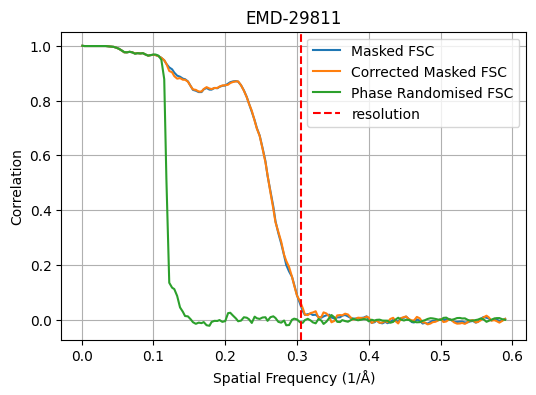 EMD-29811
Masked FSC
Corrected Masked FSC
Phase Randomised FSC
resolution
Correlation
1.0
0.8
0.6
0.4
0.2
0.0
0.0 0.1 0.2 0.3 0.4 0.5 0.6
Spatial Frequency (1/Å)